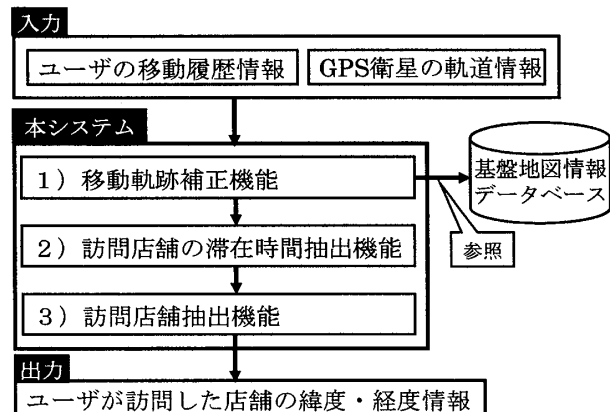 入力
ユーザの移動履歴情報
GPS衛星の軌道情報
本システム
1）移動軌跡補正機能
基盤地図情報
データベース
2）訪問店舗の滞在時間抽出機能
参照
3）訪問店舗抽出機能
出力
ユーザが訪問した店舗の緯度・経度情報